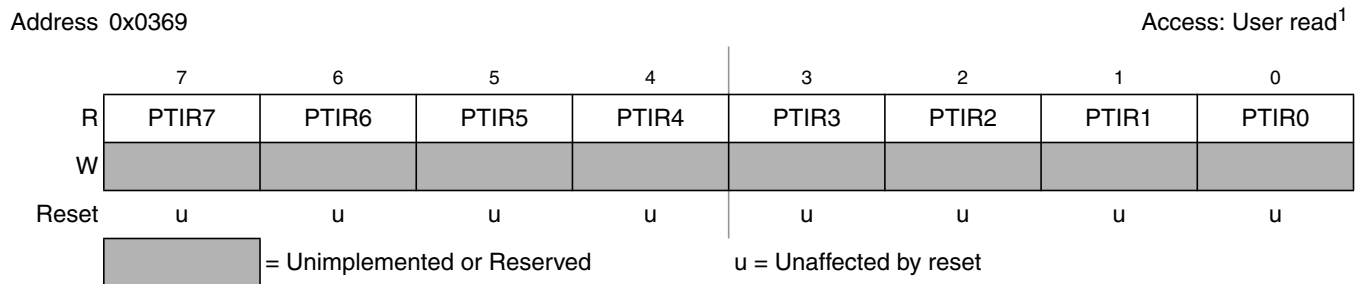 Address 0x0369 Access: User read1
7 6 5 4 3 2 1 0
R PTIR7 PTIR6 PTIR5 PTIR4 PTIR3 PTIR2 PTIR1 PTIR0
W
Reset u u u u u u u u
= Unimplemented or Reserved u = Unaffected by reset